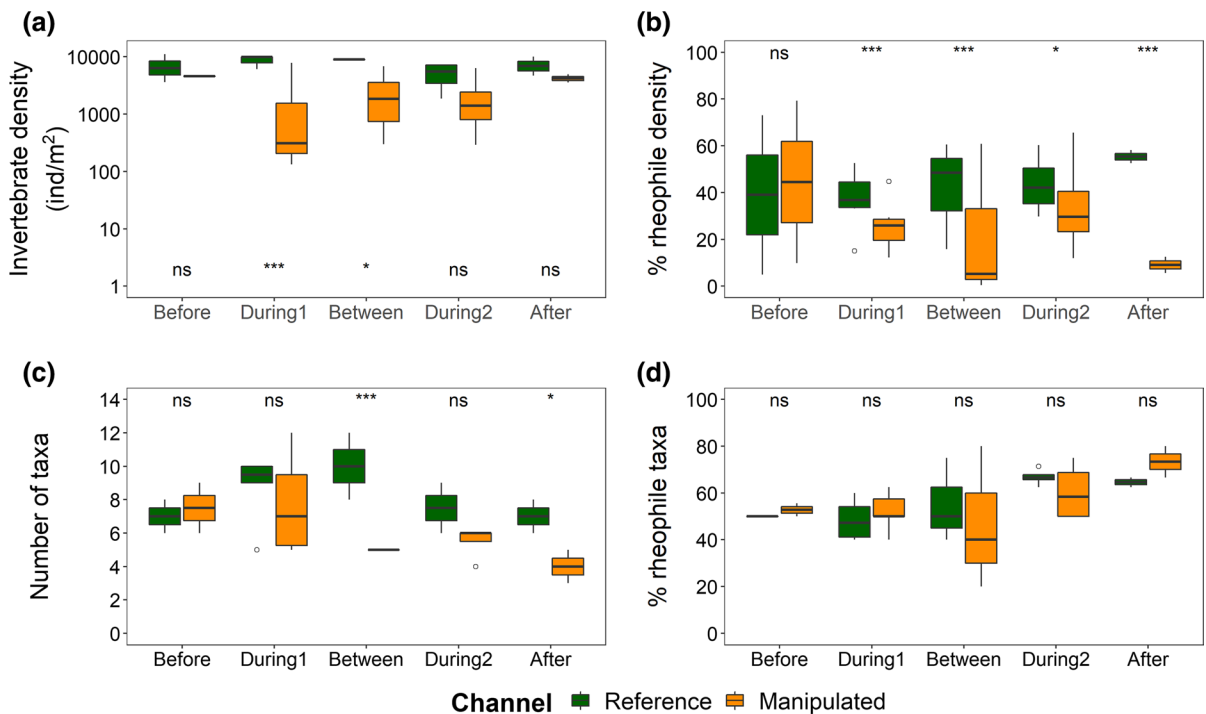 (a)
Invertebrate density
(ind/m²)
10000
1000
100
10
1
ns
***
*
ns
ns
Before
During1
Between
During2
After
(b)
% rheophile density
100
80
60
40
20
0
ns
***
***
*
***
Before
During1
Between
During2
After
(c)
Number of taxa
14
12
10
8
6
4
2
0
ns
ns
***
ns
*
Before
During1
Between
During2
After
(d)
% rheophile taxa
100
80
60
40
20
0
ns
ns
ns
ns
ns
Before
During1
Between
During2
After
Channel Reference Manipulated